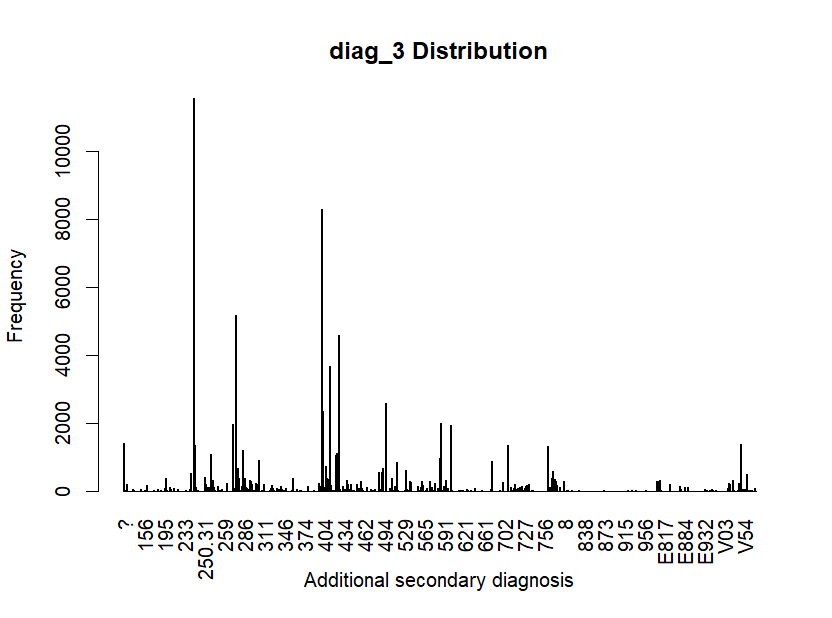 diag_3 Distribution
Frequency
10000
8000
6000
4000
2000
0
? 156 195 233 250.31 259 286 311 346 374 404 434 462 494 529 565 591 621 661 702 727 756 8 838 873 915 956 E817 E884 E932 V03 V54
Additional secondary diagnosis